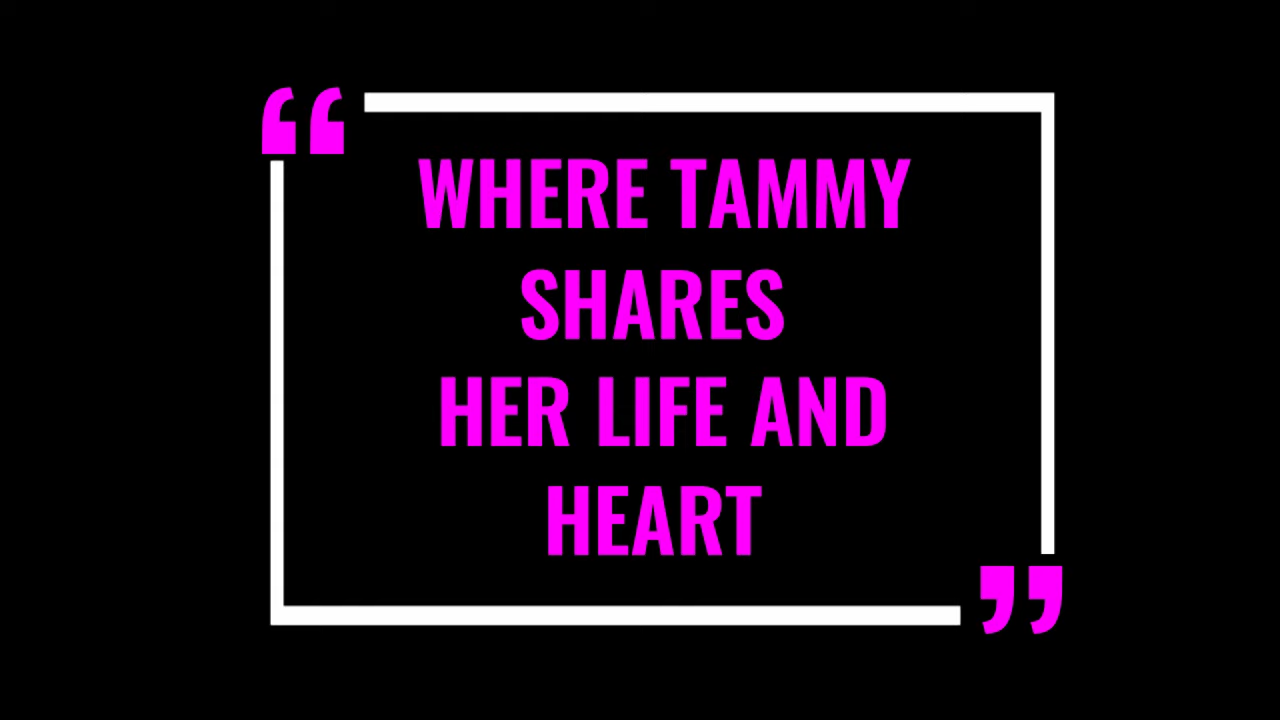 “
WHERE TAMMY
SHARES
HER LIFE AND
HEART
”